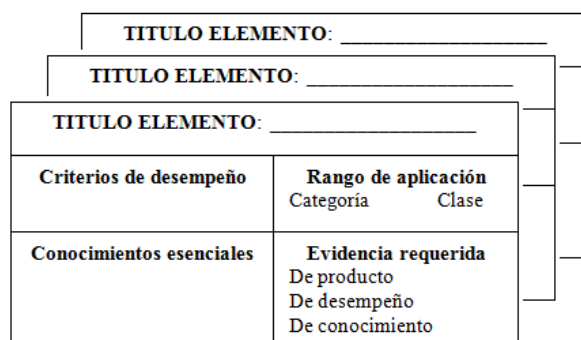 TITULO ELEMENTO: ____________________
TITULO ELEMENTO: ____________________
TITULO ELEMENTO: ____________________
Criterios de desempeño
Rango de aplicación
Categoría Clase
Conocimientos esenciales
Evidencia requerida
De producto
De desempeño
De conocimiento